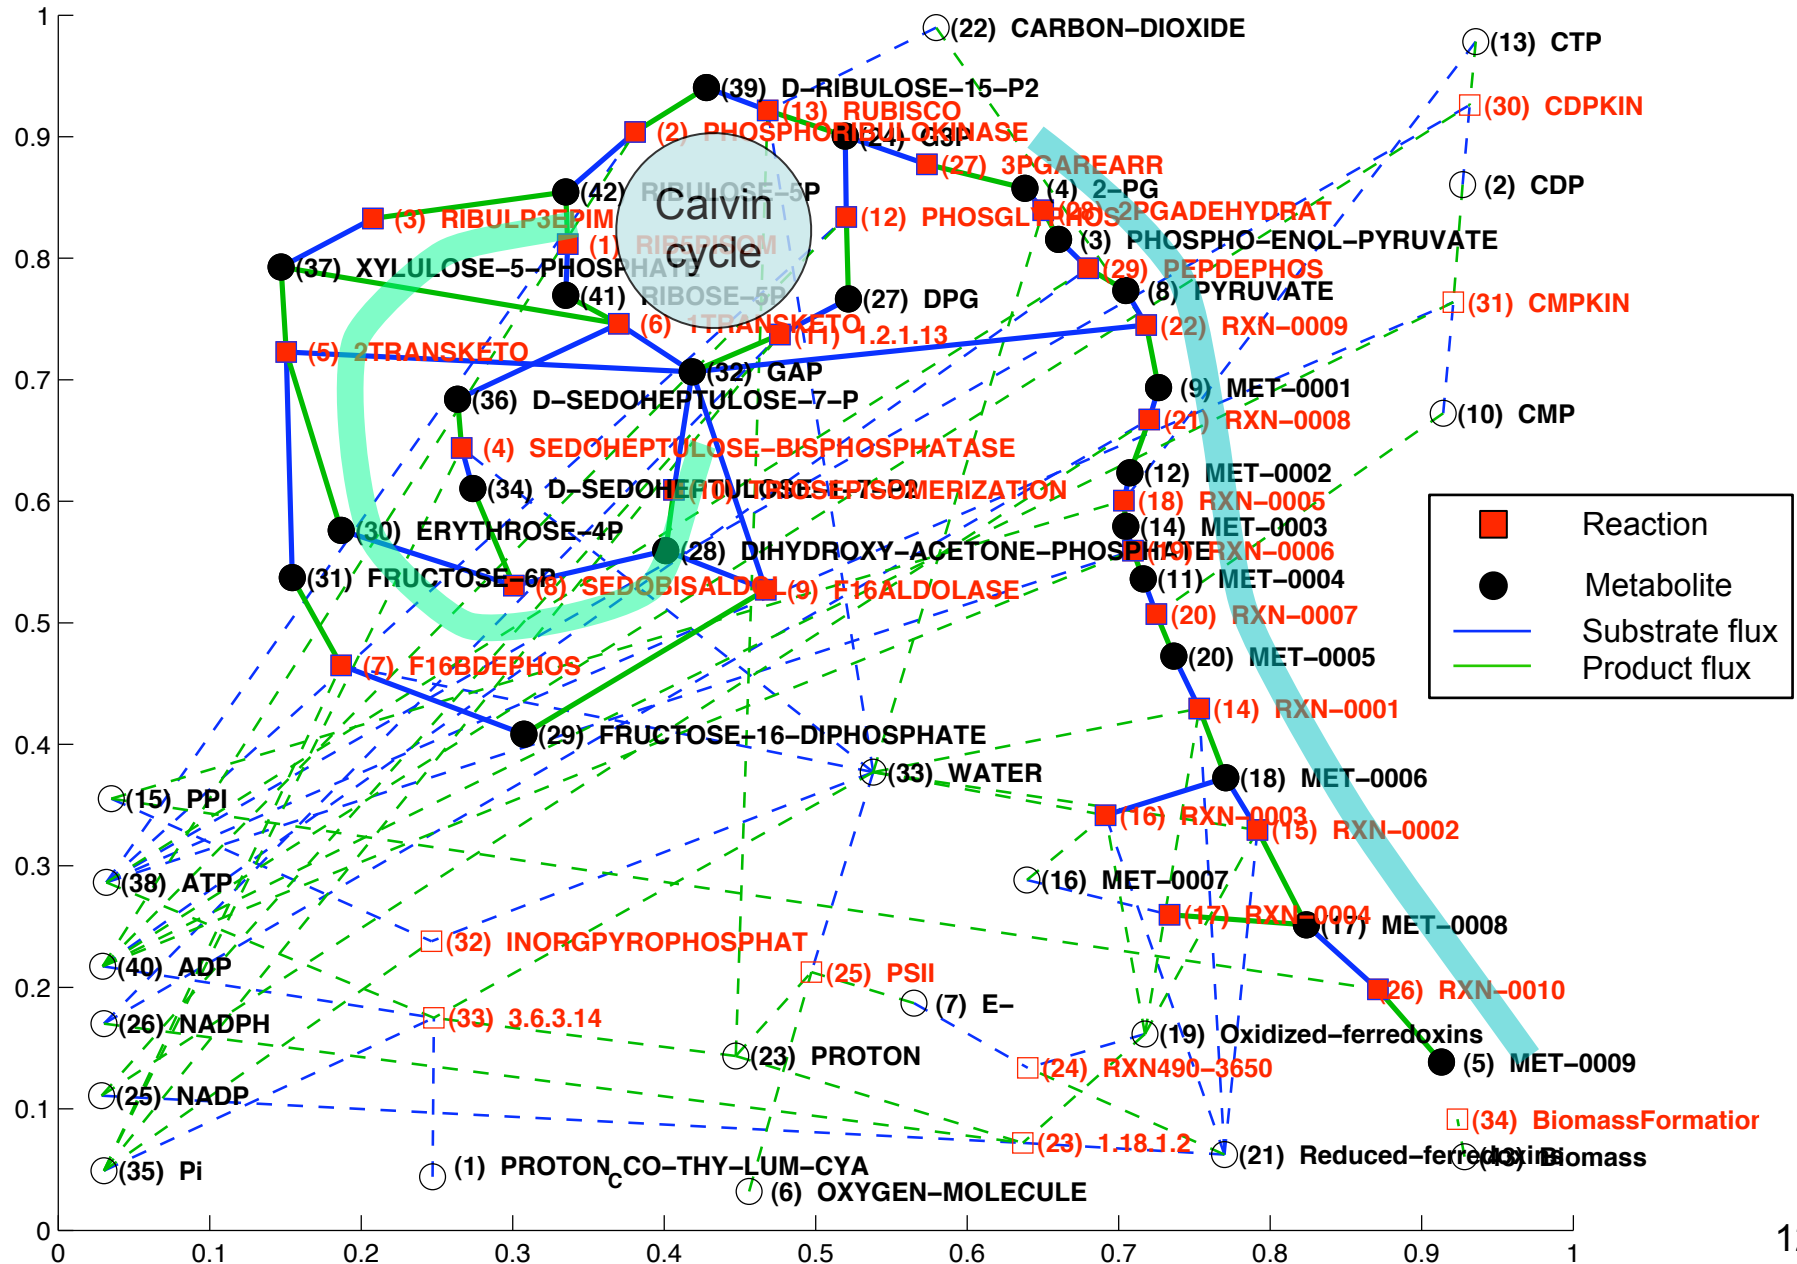 1
(22) CARBON−DIOXIDE
(13) CTP
(39) D−RIBULOSE−15−P2
(30) CDPKIN
(13) RUBISCO
0.9
(2) PHOSPHORIBULOKINASE
(24) G3P
(27) 3PGAREARR
(2) CDP
(4) 2−PG
(42) RIBULOSE−5P
Calvin
cycle
(3) RIBULP3EPIM
(12) PHOSGLYPHOS
(28) 2PGADEHYDRAT
(1) RIB5PISOM
(3) PHOSPHO−ENOL−PYRUVATE
0.8
(37) XYLULOSE−5−PHOSPHATE
(29) PEPDEPHOS
(41) RIBOSE−5P
(27) DPG
(8) PYRUVATE
(31) CMPKIN
(6) 1TRANSKETO
(11) 1.2.1.13
(22) RXN−0009
(5) 2TRANSKETO
(32) GAP
0.7
(9) MET−0001
(36) D−SEDOHEPTULOSE−7−P
(10) CMP
(21) RXN−0008
(4) SEDOHEPTULOSE−BISPHOSPHATASE
(12) MET−0002
(34) D−SEDOHEPTULOSE−1−7−P2
(10) TRIOSEPISOMERIZATION
0.6
(18) RXN−0005
(14) MET−0003
Reaction
(30) ERYTHROSE−4P
(28) DIHYDROXY−ACETONE−PHOSPHATE
(19) RXN−0006
(31) FRUCTOSE−6P
(11) MET−0004
Metabolite
(8) SEDOBISALDOL
(9) F16ALDOLASE
(20) RXN−0007
0.5
Substrate flux
(20) MET−0005
(7) F16BDEPHOS
Product flux
(14) RXN−0001
(29) FRUCTOSE−16−DIPHOSPHATE
0.4
(33) WATER
(18) MET−0006
(15) PPI
(16) RXN−0003
(15) RXN−0002
0.3
(38) ATP
(16) MET−0007
(17) RXN−0004
(17) MET−0008
(32) INORGPYROPHOSPHAT
(40) ADP
(25) PSII
0.2
(26) RXN−0010
(7) E−
(26) NADPH
(33) 3.6.3.14
(19) Oxidized−ferredoxins
(23) PROTON
(24) RXN490−3650
(5) MET−0009
0.1
(25) NADP
(34) BiomassFormation
(23) 1.18.1.2
(35) Pi
(1) PROTONCCO−THY−LUM−CYA
(21) Reduced−ferredoxins
(43) Biomass
(6) OXYGEN−MOLECULE
0
0 0.1 0.2 0.3 0.4 0.5 0.6 0.7 0.8 0.9 1